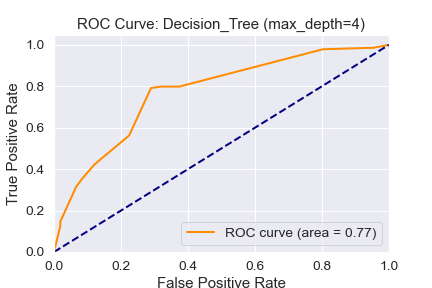 ROC Curve: Decision_Tree (max_depth=4)
1.0
0.8
0.6
0.4
0.2
0.0
True Positive Rate
ROC curve (area = 0.77)
0.0 0.2 0.4 0.6 0.8 1.0
False Positive Rate